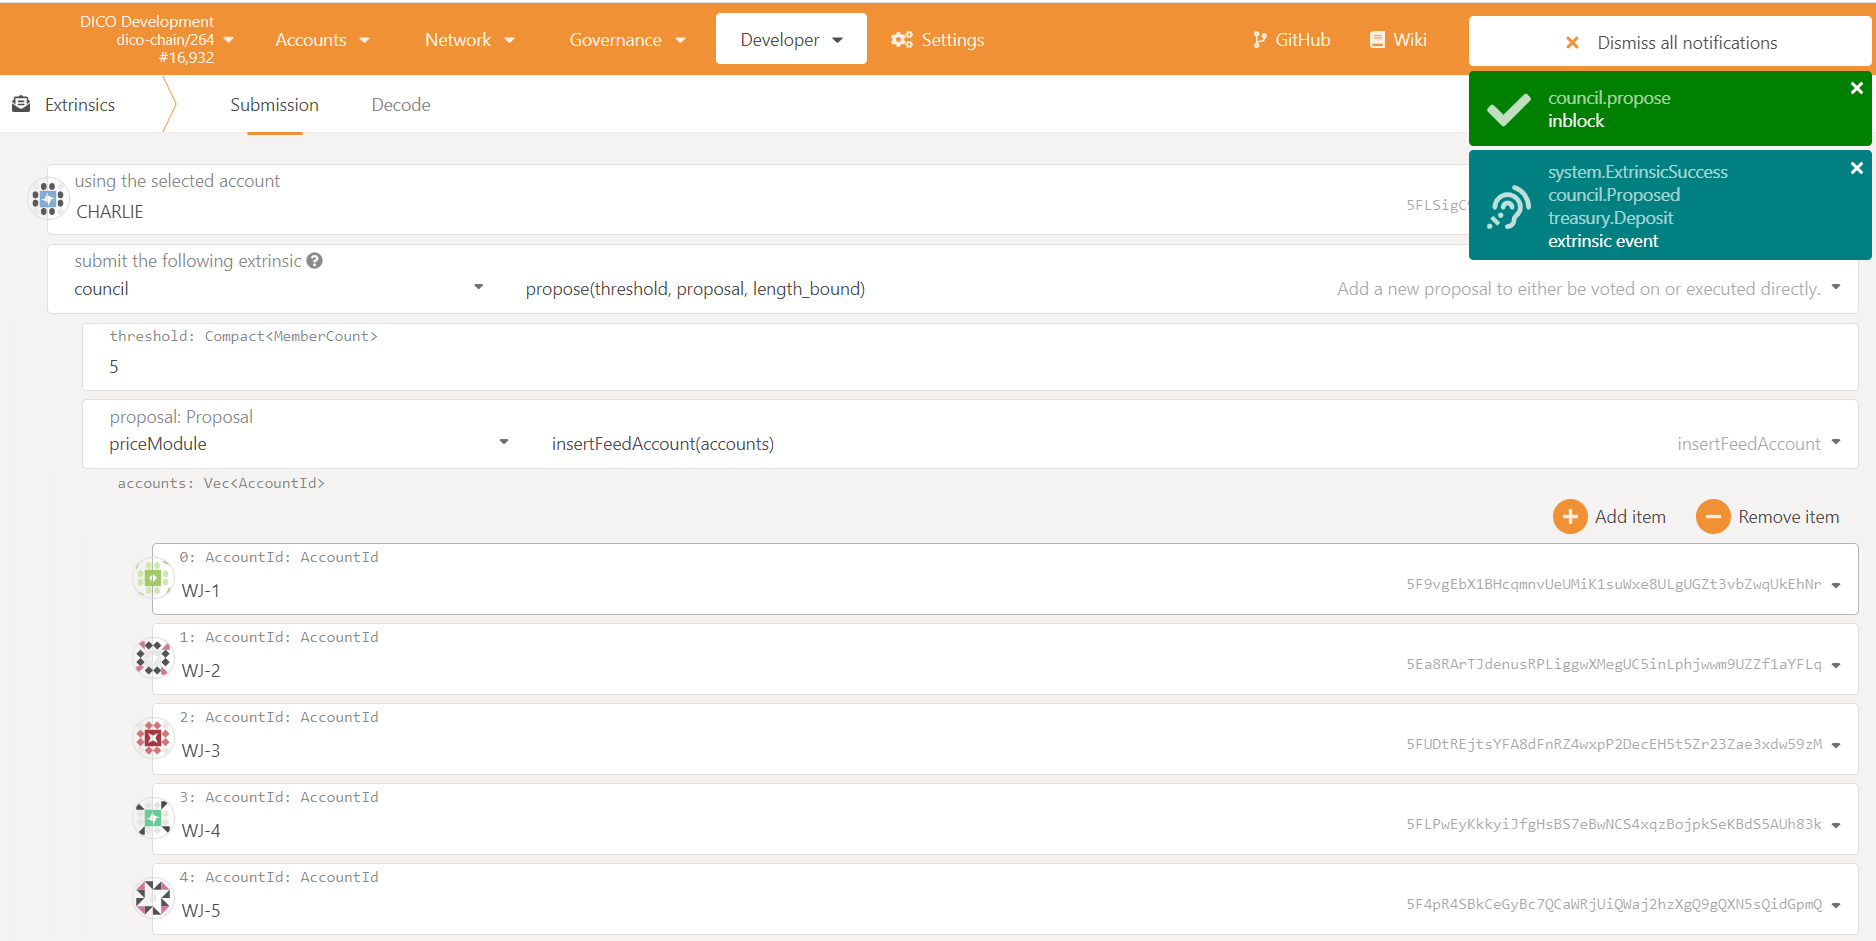 DICO Development
dico-chain/264
#16,932
Accounts
Network
Governance
Developer
Settings
GitHub
Wiki
Dismiss all notifications
Extrinsics
Submission
Decode
council.propose
inblock
system.ExtrinsicSuccess
council.Proposed
treasury.Deposit
extrinsic event
using the selected account
CHARLIE
5FLSigC
submit the following extrinsic
council
propose(threshold, proposal, length_bound)
Add a new proposal to either be voted on or executed directly.
threshold: Compact<MemberCount>
5
proposal: Proposal
priceModule
insertFeedAccount(accounts)
insertFeedAccount
accounts: Vec<AccountId>
Add item
Remove item
0: AccountId: AccountId
WJ-1
5F9vgEbX1BHcqmnvUeUMiK1suWxe8ULgUGZt3vbZwqUkEhNr
1: AccountId: AccountId
WJ-2
5Ea8RArTJdenusRPLiggwXMegUC5inLphjwwm9UZZf1aYFLq
2: AccountId: AccountId
WJ-3
5FUDtREjtsYFA8dFnRZ4wxpP2DecEH5t5Zr23Zae3xdw59zM
3: AccountId: AccountId
WJ-4
5FLPwEyKkkyiJfgHsBS7eBwNCS4xqzBojpkSeKBdS5AUh83k
4: AccountId: AccountId
WJ-5
5F4pR4SBkCeGyBc7QCaWRjUiQWaj2hzXgQ9gQXN5sQidGpmQ